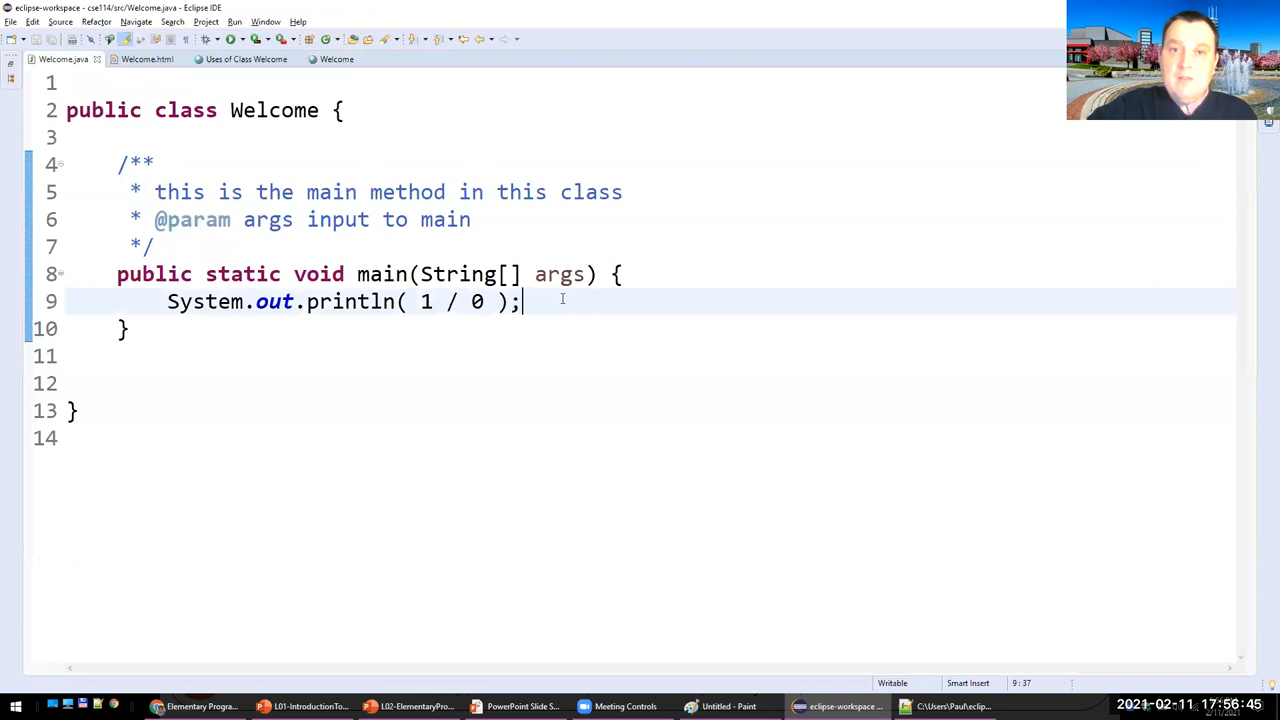 eclipse-workspace - cse114/src/Welcome.java - Eclipse IDE
File Edit Source Refactor Navigate Search Project Run Window Help
Welcome.java Welcome.html Uses of Class Welcome Welcome
1
2 public class Welcome {
3
4 /**
5 * this is the main method in this class
6 * @param args input to main
7 */
8 public static void main(String[] args) {
9 System.out.println( 1 / 0 );
10 }
11
12
13 }
14
Writable Smart Insert 9 : 37
Elementary Progra... L01-IntroductionTo... L02-ElementaryPro... PowerPoint Slide S... Meeting Controls Untitled - Paint eclipse-workspace ... C:\Users\Paul\eclip...
2021-02-11 17:56:45